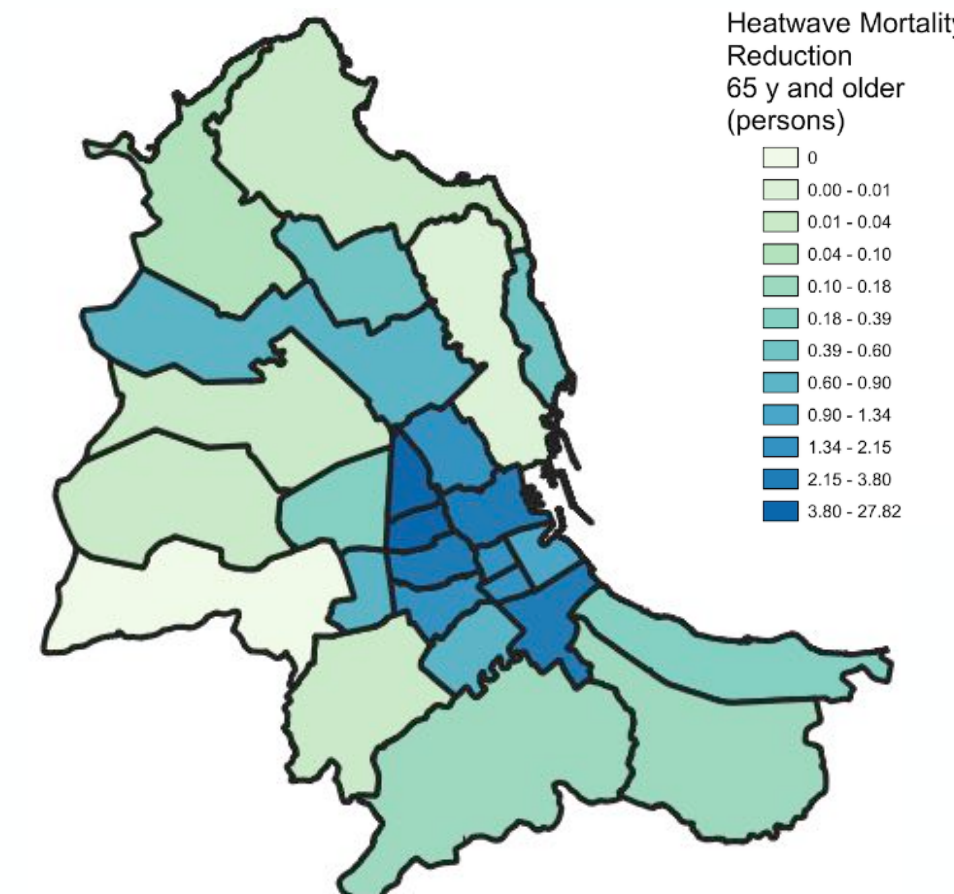 Heatwave Mortality
Reduction
65 y and older
(persons)
0
0.00 - 0.01
0.01 - 0.04
0.04 - 0.10
0.10 - 0.18
0.18 - 0.39
0.39 - 0.60
0.60 - 0.90
0.90 - 1.34
1.34 - 2.15
2.15 - 3.80
3.80 - 27.82